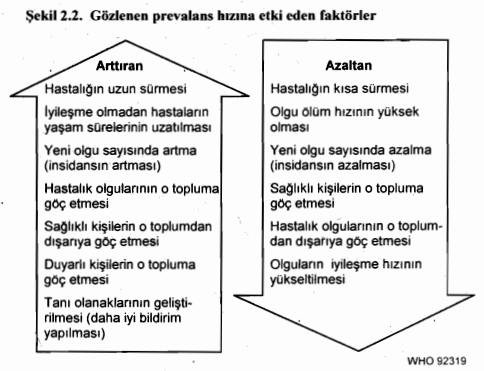 Şekil 2.2. Gözlenen prevalans hızına etki eden faktörler
Arttıran
Hastalığın uzun sürmesi
İyileşme olmadan hastaların
yaşam sürelerinin uzatılması
Yeni olgu sayısında artma
(insidansın artması)
Hastalık olgularının o topluma
göç etmesi
Sağlıklı kişilerin o toplumdan
dışarıya göç etmesi
Duyarlı kişilerin o topluma
göç etmesi
Tanı olanaklarının gelişti-
rilmesi (daha iyi bildirim
yapılması)
Azaltan
Hastalığın kısa sürmesi
Olgu ölüm hızının yüksek
olması
Yeni olgu sayısında azalma
(insidansın azalması)
Sağlıklı kişilerin o topluma
göç etmesi
Hastalık olgularının o toplum-
dan dışarıya göç etmesi
Olguların iyileşme hızının
yükseltilmesi
WHO 92319